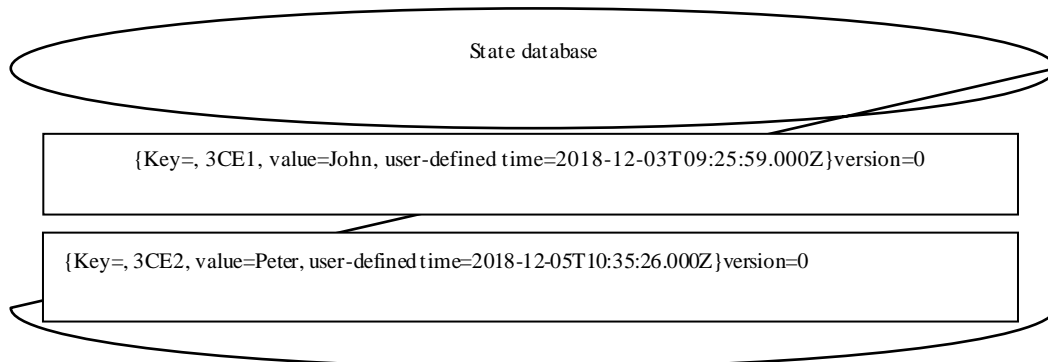 State database
{Key=, 3CE1, value=John, user-defined time=2018-12-03T09:25:59.000Z}version=0
{Key=, 3CE2, value=Peter, user-defined time=2018-12-05T10:35:26.000Z}version=0